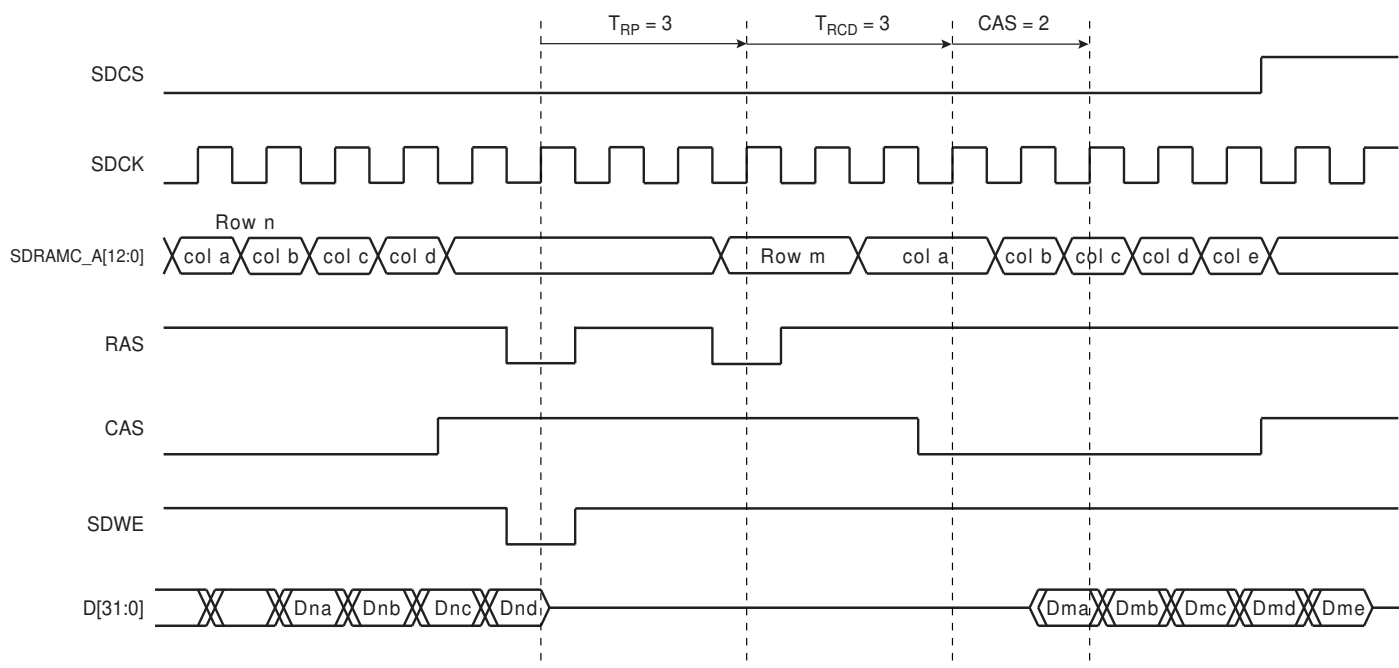 T_RP = 3 T_RCD = 3 CAS = 2
SDCS
SDCK
Row n
SDRAMC_A[12:0] col a col b col c col d Row m col a col b col c col d col e
RAS
CAS
SDWE
D[31:0] Dna Dnb Dnc Dnd Dma Dmb Dmc Dmd Dme